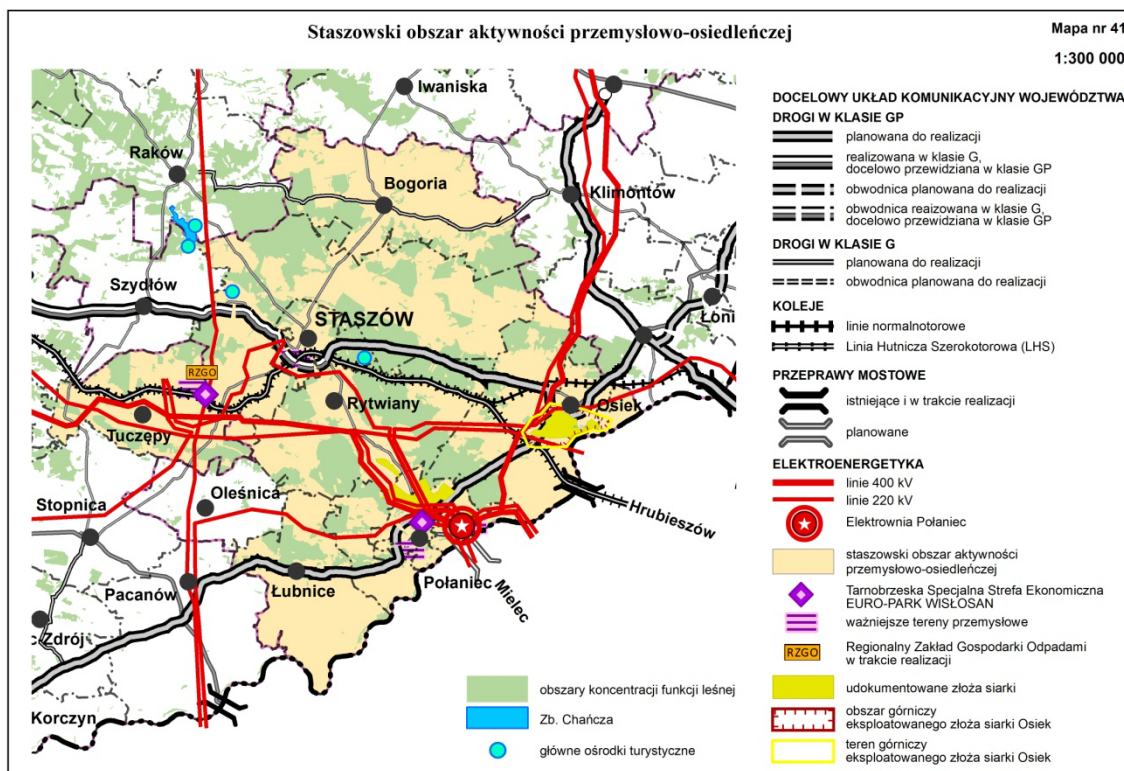 Staszowski obszar aktywności przemysłowo-osiedleńczej
Mapa nr 41
1:300 000
Iwaniska
Raków
Bogoria
Klimontów
Szydłów
STASZÓW
Łoni
RZGO
Rytwiany
Osiek
Tuczępy
Stopnica
Oleśnica
Hrubieszów
Pacanów
Łubnice
Połaniec
Mielec
c-Zdrój
Korczyn
DOCELOWY UKŁAD KOMUNIKACYJNY WOJEWÓDZTWA
DROGI W KLASIE GP
planowana do realizacji
realizowana w klasie G,
docelowo przewidziana w klasie GP
obwodnica planowana do realizacji
obwodnica reaizowana w klasie G,
docelowo przewidziana w klasie GP
DROGI W KLASIE G
planowana do realizacji
obwodnica planowana do realizacji
KOLEJE
linie normalnotorowe
Linia Hutnicza Szerokotorowa (LHS)
PRZEPRAWY MOSTOWE
istniejące i w trakcie realizacji
planowane
ELEKTROENERGETYKA
linie 400 kV
linie 220 kV
Elektrownia Połaniec
staszowski obszar aktywności
przemysłowo-osiedleńczej
Tarnobrzeska Specjalna Strefa Ekonomiczna
EURO-PARK WISŁOSAN
ważniejsze tereny przemysłowe
RZGO
Regionalny Zakład Gospodarki Odpadami
w trakcie realizacji
udokumentowane złoża siarki
obszar górniczy
eksploatowanego złoża siarki Osiek
teren górniczy
eksploatowanego złoża siarki Osiek
obszary koncentracji funkcji leśnej
Zb. Chańcza
główne ośrodki turystyczne